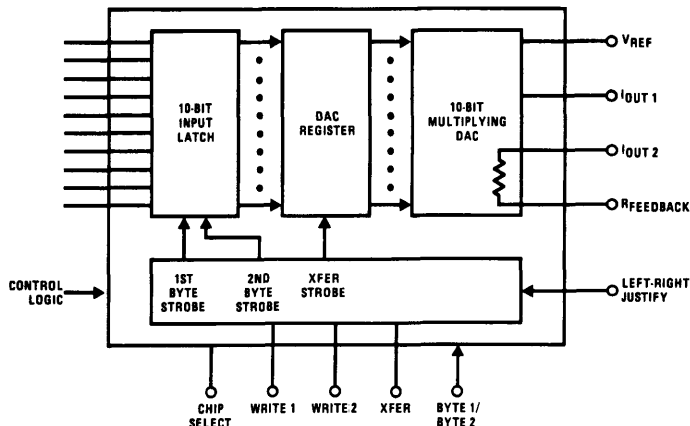 10-BIT
INPUT
LATCH
DAC
REGISTER
10-BIT
MULTIPLYING
DAC
VREF
IOUT 1
IOUT 2
RFEEDBACK
1ST
BYTE
STROBE
2ND
BYTE
STROBE
XFER
STROBE
CONTROL
LOGIC
LEFT-RIGHT
JUSTIFY
CHIP
SELECT
WRITE 1
WRITE 2
XFER
BYTE 1/
BYTE 2